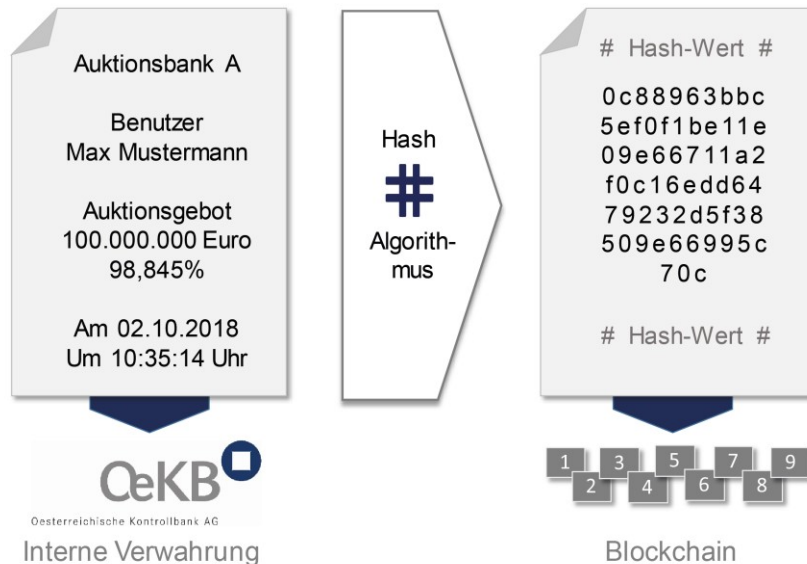 Auktionsbank A
Benutzer
Max Mustermann
Auktionsgebot
100.000.000 Euro
98,845%
Am 02.10.2018
Um 10:35:14 Uhr
OeKB
Oesterreichische Kontrollbank AG
Interne Verwahrung
Hash
#
Algorith-
mus
# Hash-Wert #
0c88963bbc
5ef0f1be11e
09e66711a2
f0c16edd64
79232d5f38
509e66995c
70c
# Hash-Wert #
1 2 3 4 5 6 7 8 9
Blockchain